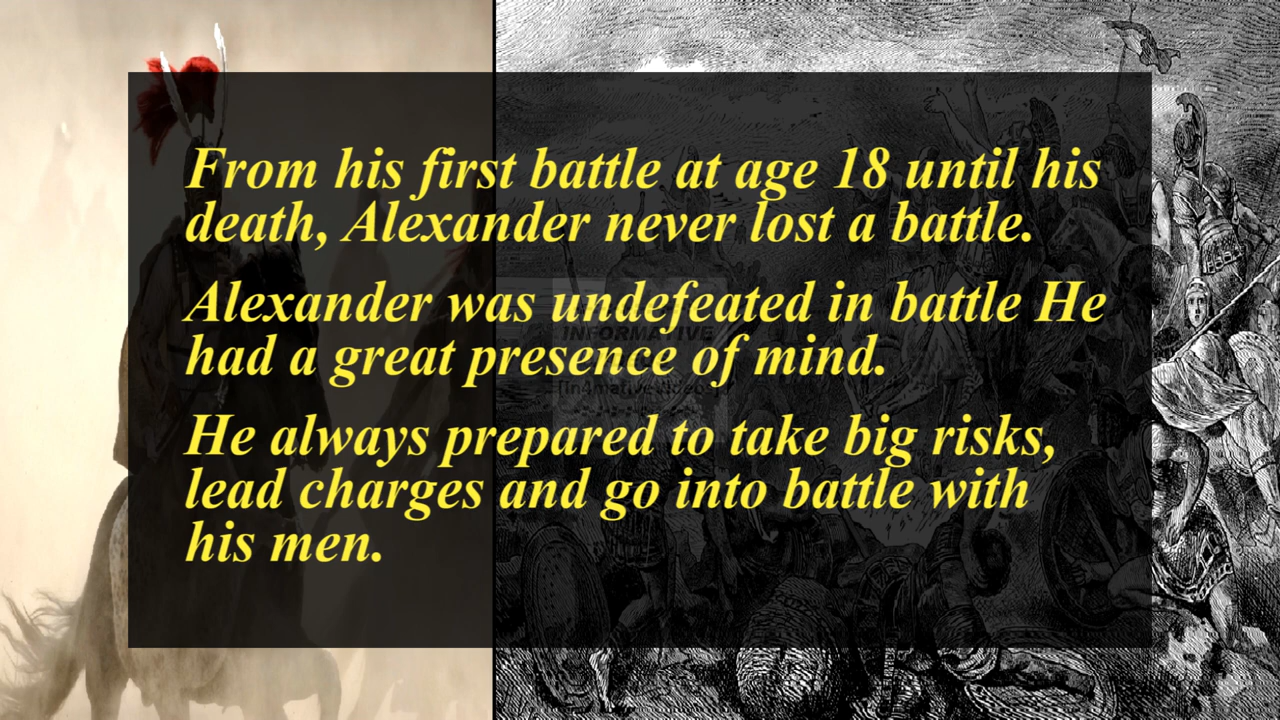 From his first battle at age 18 until his
death, Alexander never lost a battle.
Alexander was undefeated in battle He
had a great presence of mind.
INFORMATIVE
He always prepared to take big risks,
lead charges and go into battle with
his men.